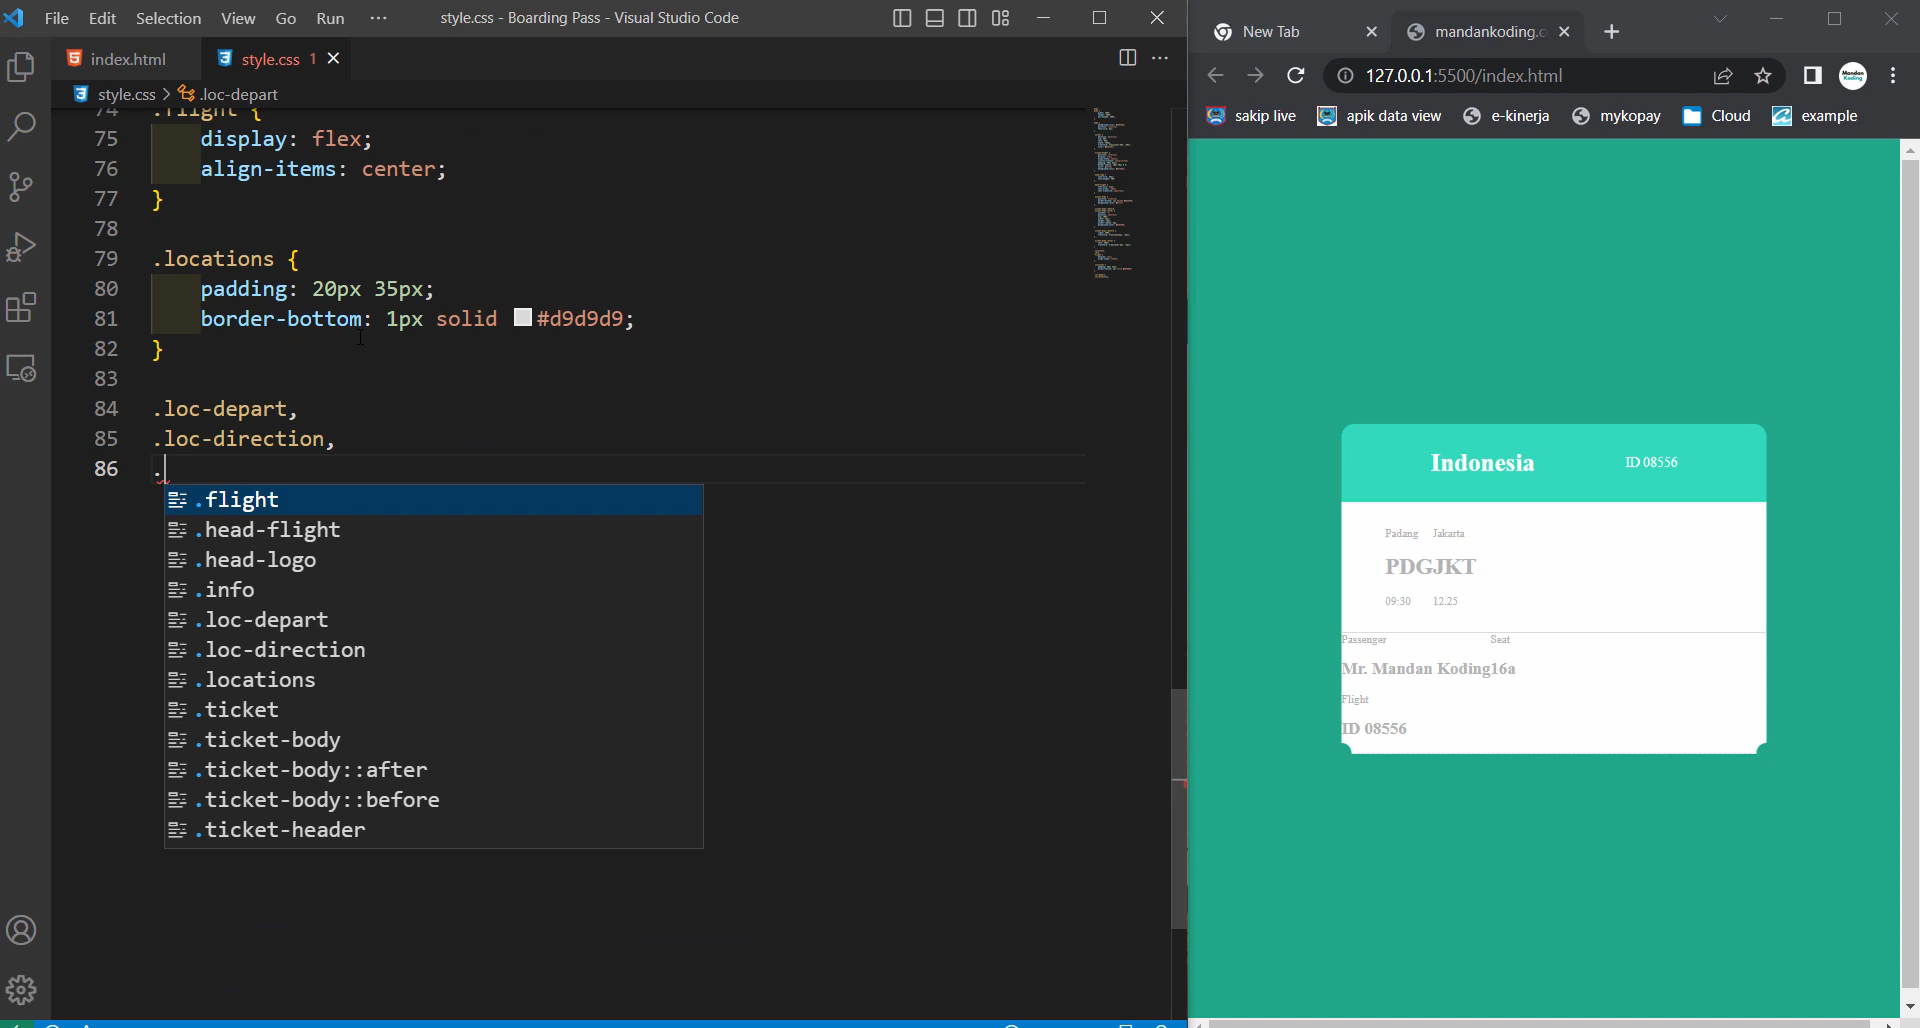 File Edit Selection View Go Run ··· style.css - Boarding Pass - Visual Studio Code
index.html style.css 1
style.css > .loc-depart
74 .flight {
75 display: flex;
76 align-items: center;
77 }
78
79 .locations {
80 padding: 20px 35px;
81 border-bottom: 1px solid #d9d9d9;
82 }
83
84 .loc-depart,
85 .loc-direction,
86 .
.flight
.head-flight
.head-logo
.info
.loc-depart
.loc-direction
.locations
.ticket
.ticket-body
.ticket-body::after
.ticket-body::before
.ticket-header
New Tab mandankoding.c
127.0.0.1:5500/index.html
Mandan
Koding
sakip live apik data view e-kinerja mykopay Cloud example
Indonesia ID 08556
Padang Jakarta
PDGJKT
09:30 12.25
Passenger Seat
Mr. Mandan Koding16a
Flight
ID 08556